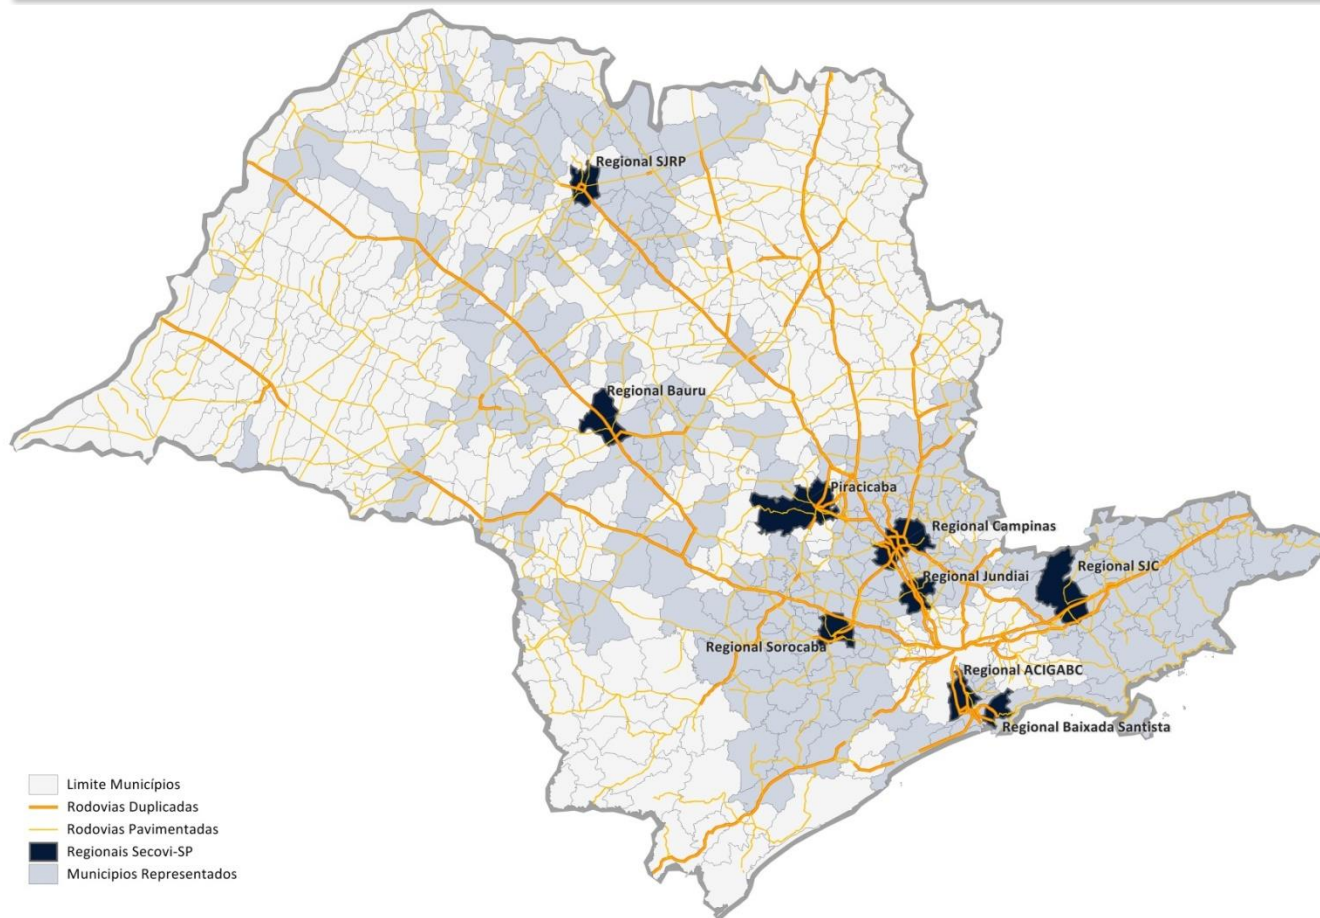 Regional SJRP
Regional Bauru
Piracicaba
Regional Campinas
Regional SJC
Regional Jundiai
Regional Sorocaba
Regional ACIGABC
Regional Baixada Santista
Limite Municípios
Rodovias Duplicadas
Rodovias Pavimentadas
Regionais Secovi-SP
Municipios Representados